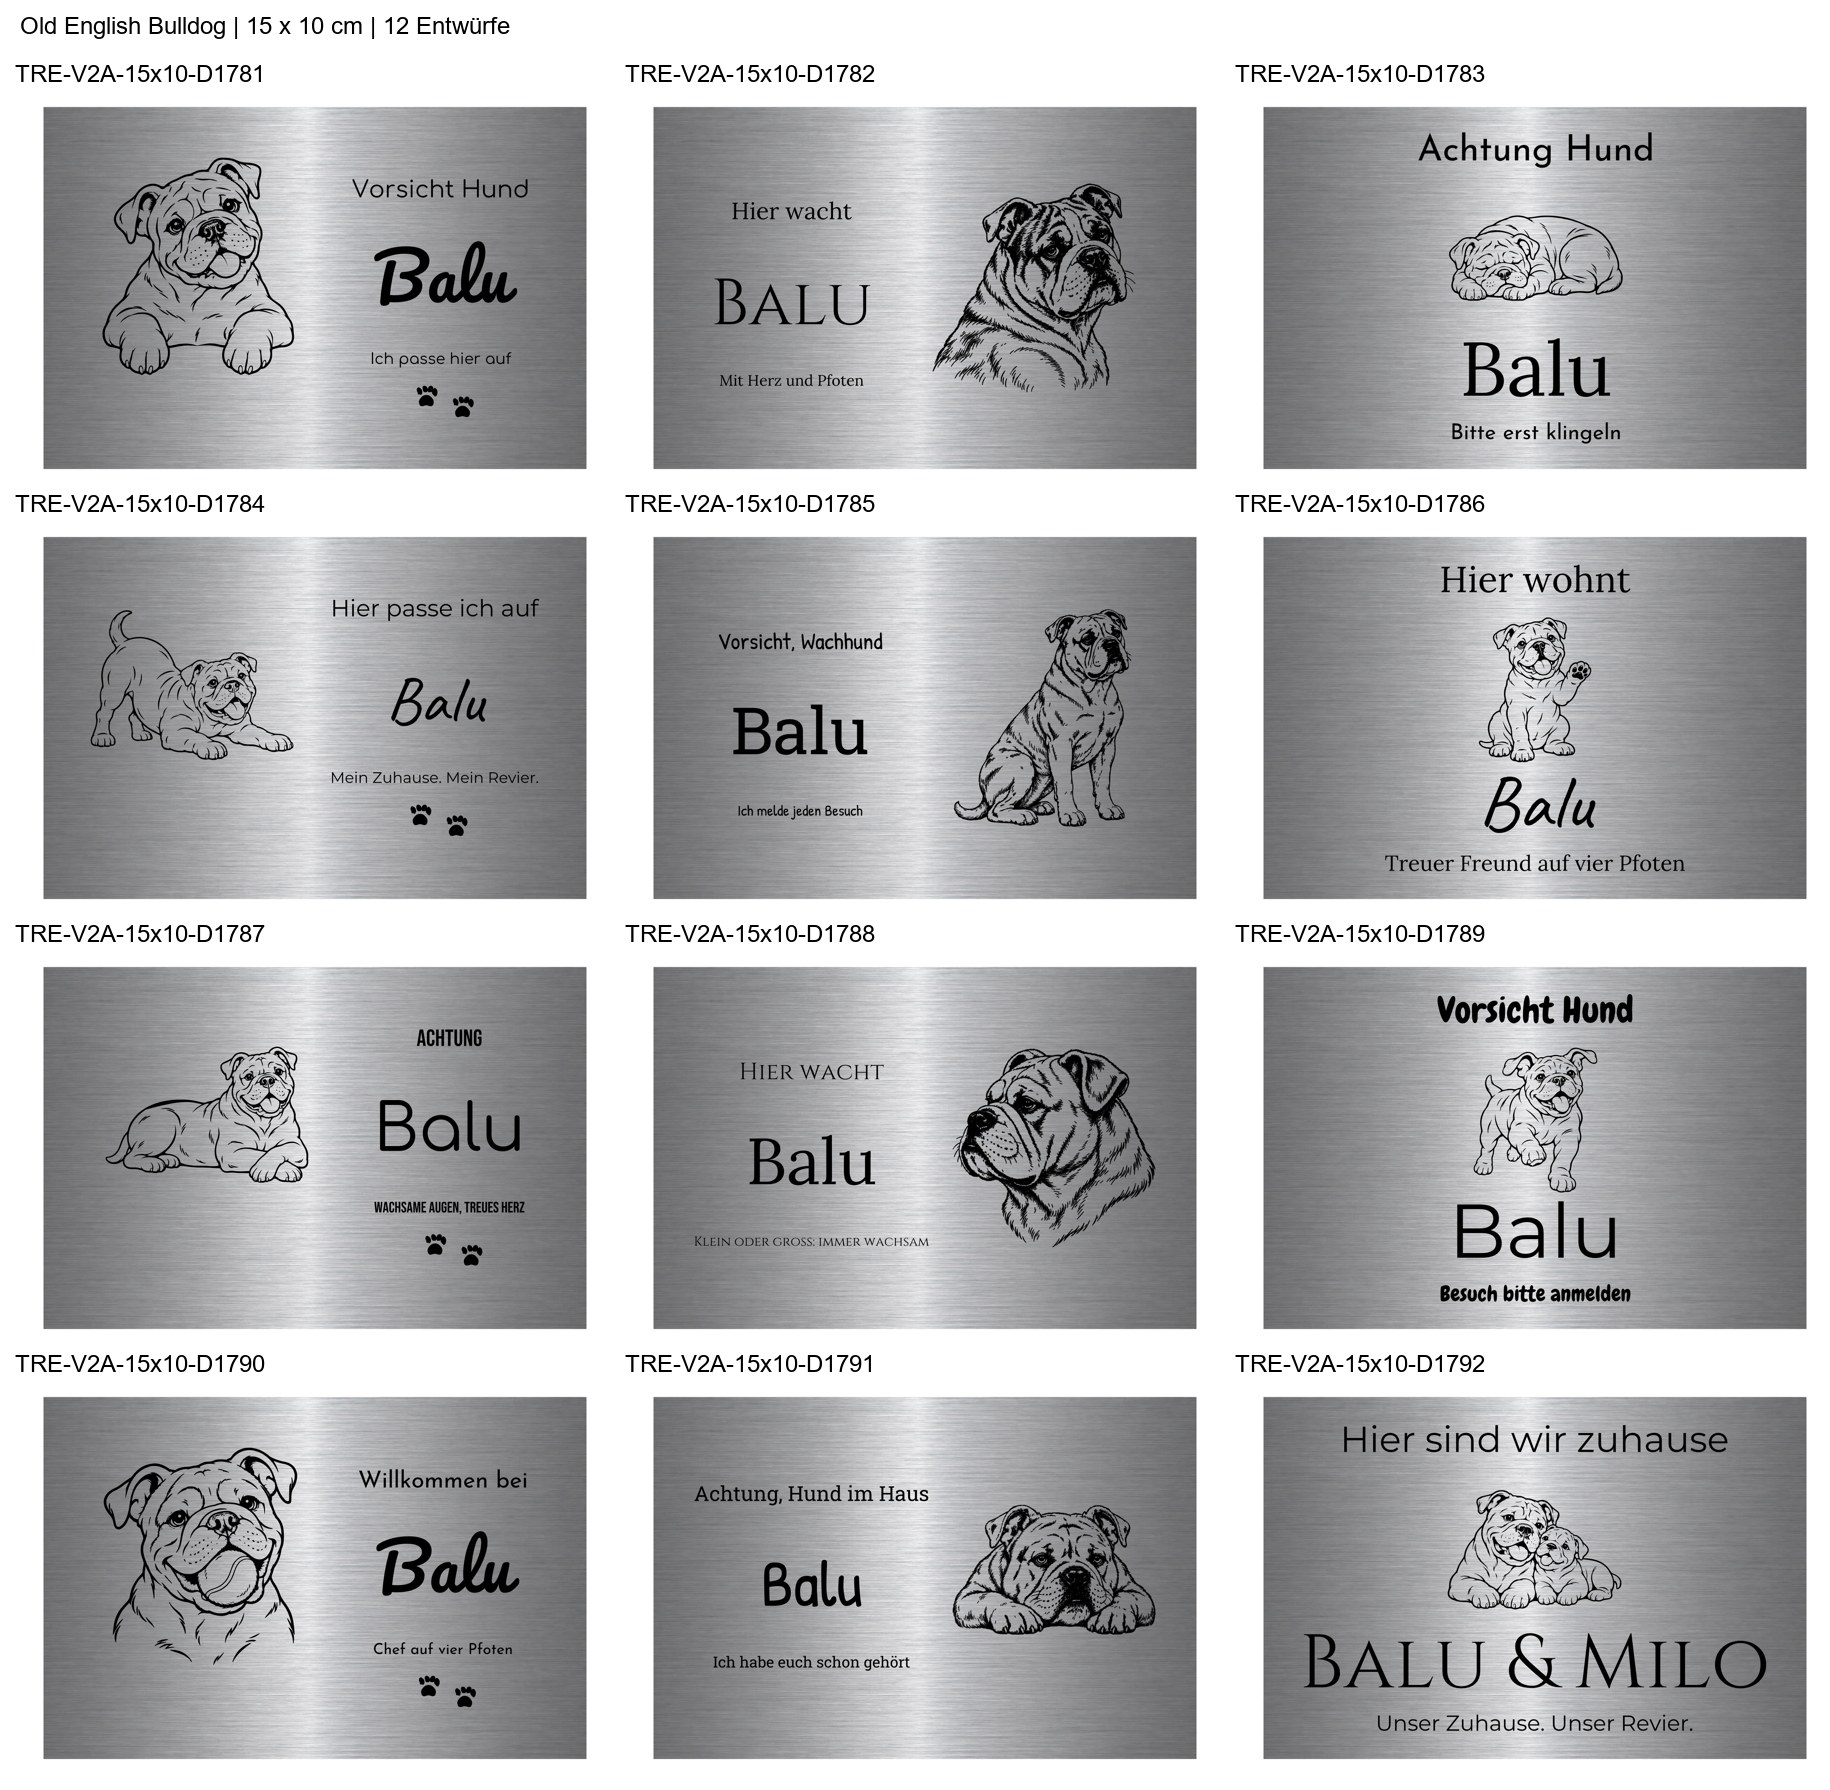 Old English Bulldog | 15 x 10 cm | 12 Entwürfe
TRE-V2A-15x10-D1781
Vorsicht Hund
Balu
Ich passe hier auf
TRE-V2A-15x10-D1782
Hier wacht
BALU
Mit Herz und Pfoten
TRE-V2A-15x10-D1783
Achtung Hund
Balu
Bitte erst klingeln
TRE-V2A-15x10-D1784
Hier passe ich auf
Balu
Mein Zuhause. Mein Revier.
TRE-V2A-15x10-D1785
Vorsicht, Wachhund
Balu
Ich melde jeden Besuch
TRE-V2A-15x10-D1786
Hier wohnt
Balu
Treuer Freund auf vier Pfoten
TRE-V2A-15x10-D1787
ACHTUNG
Balu
WACHSAME AUGEN, TREUES HERZ
TRE-V2A-15x10-D1788
HIER WACHT
Balu
KLEIN ODER GROSS: IMMER WACHSAM
TRE-V2A-15x10-D1789
Vorsicht Hund
Balu
Besuch bitte anmelden
TRE-V2A-15x10-D1790
Willkommen bei
Balu
Chef auf vier Pfoten
TRE-V2A-15x10-D1791
Achtung, Hund im Haus
Balu
Ich habe euch schon gehört
TRE-V2A-15x10-D1792
Hier sind wir zuhause
BALU & MILO
Unser Zuhause. Unser Revier.